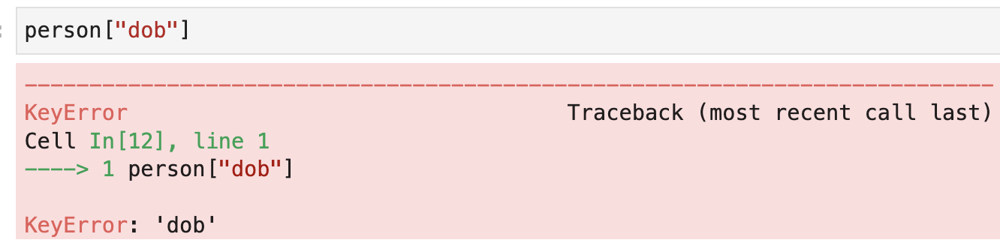 person["dob"]
---------------------------------------------------------------------------
KeyError                                  Traceback (most recent call last)
Cell In[12], line 1
----> 1 person["dob"]

KeyError: 'dob'